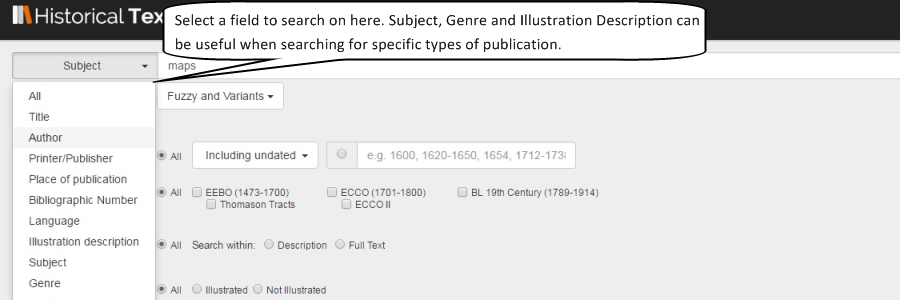 Historical Tex
Select a field to search on here. Subject, Genre and Illustration Description can
be useful when searching for specific types of publication.
Subject
maps
All
Title
Author
Printer/Publisher
Place of publication
Bibliographic Number
Language
Illustration description
Subject
Genre
Fuzzy and Variants
All Including undated e.g. 1600, 1620-1650, 1654, 1712-1738
All EEBO (1473-1700) ECCO (1701-1800) BL 19th Century (1789-1914)
Thomason Tracts ECCO II
All Search within: Description Full Text
All Illustrated Not Illustrated